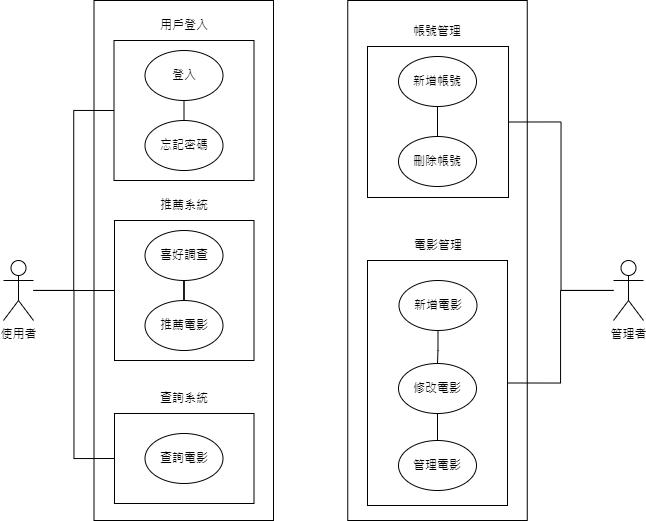 用戶登入
登入
忘記密碼
推薦系統
喜好調查
推薦電影
查詢系統
查詢電影
使用者
帳號管理
新增帳號
刪除帳號
電影管理
新增電影
修改電影
管理電影
管理者